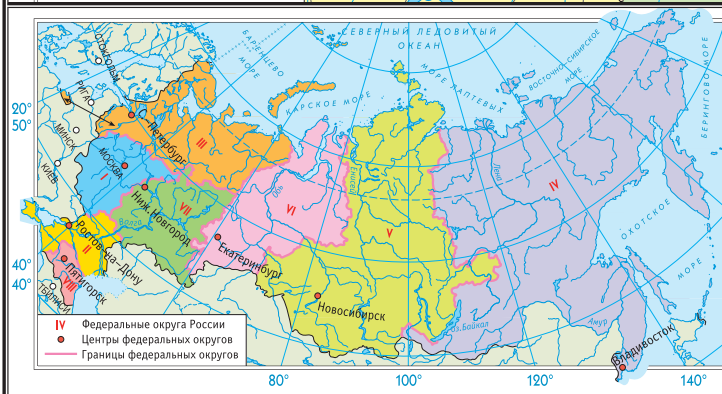 СЕВЕРНЫЙ ЛЕДОВИТЫЙ
ОКЕАН
БАРЕНЦЕВО
МОРЕ
КАРСКОЕ МОРЕ
МОРЕ ЛАПТЕВЫХ
ВОСТОЧНО-СИБИРСКОЕ
МОРЕ
БЕРИНГОВО МОРЕ
ОХОТСКОЕ
МОРЕ
СТОКГОЛЬМ
РИГА
МИНСК
КИЕВ
ТБИЛИСИ
20°
50°
40°
40°
С.-Петербург
МОСКВА
Ниж.Новгород
Ростов-на-Дону
Пятигорск
Екатеринбург
Новосибирск
Владивосток
Волга
Обь
Енисей
Лена
Амур
оз.Байкал
I
II
III
IV
V
VI
VII
VIII
IV Федеральные округа России
Центры федеральных округов
Границы федеральных округов
80°
100°
120°
140°